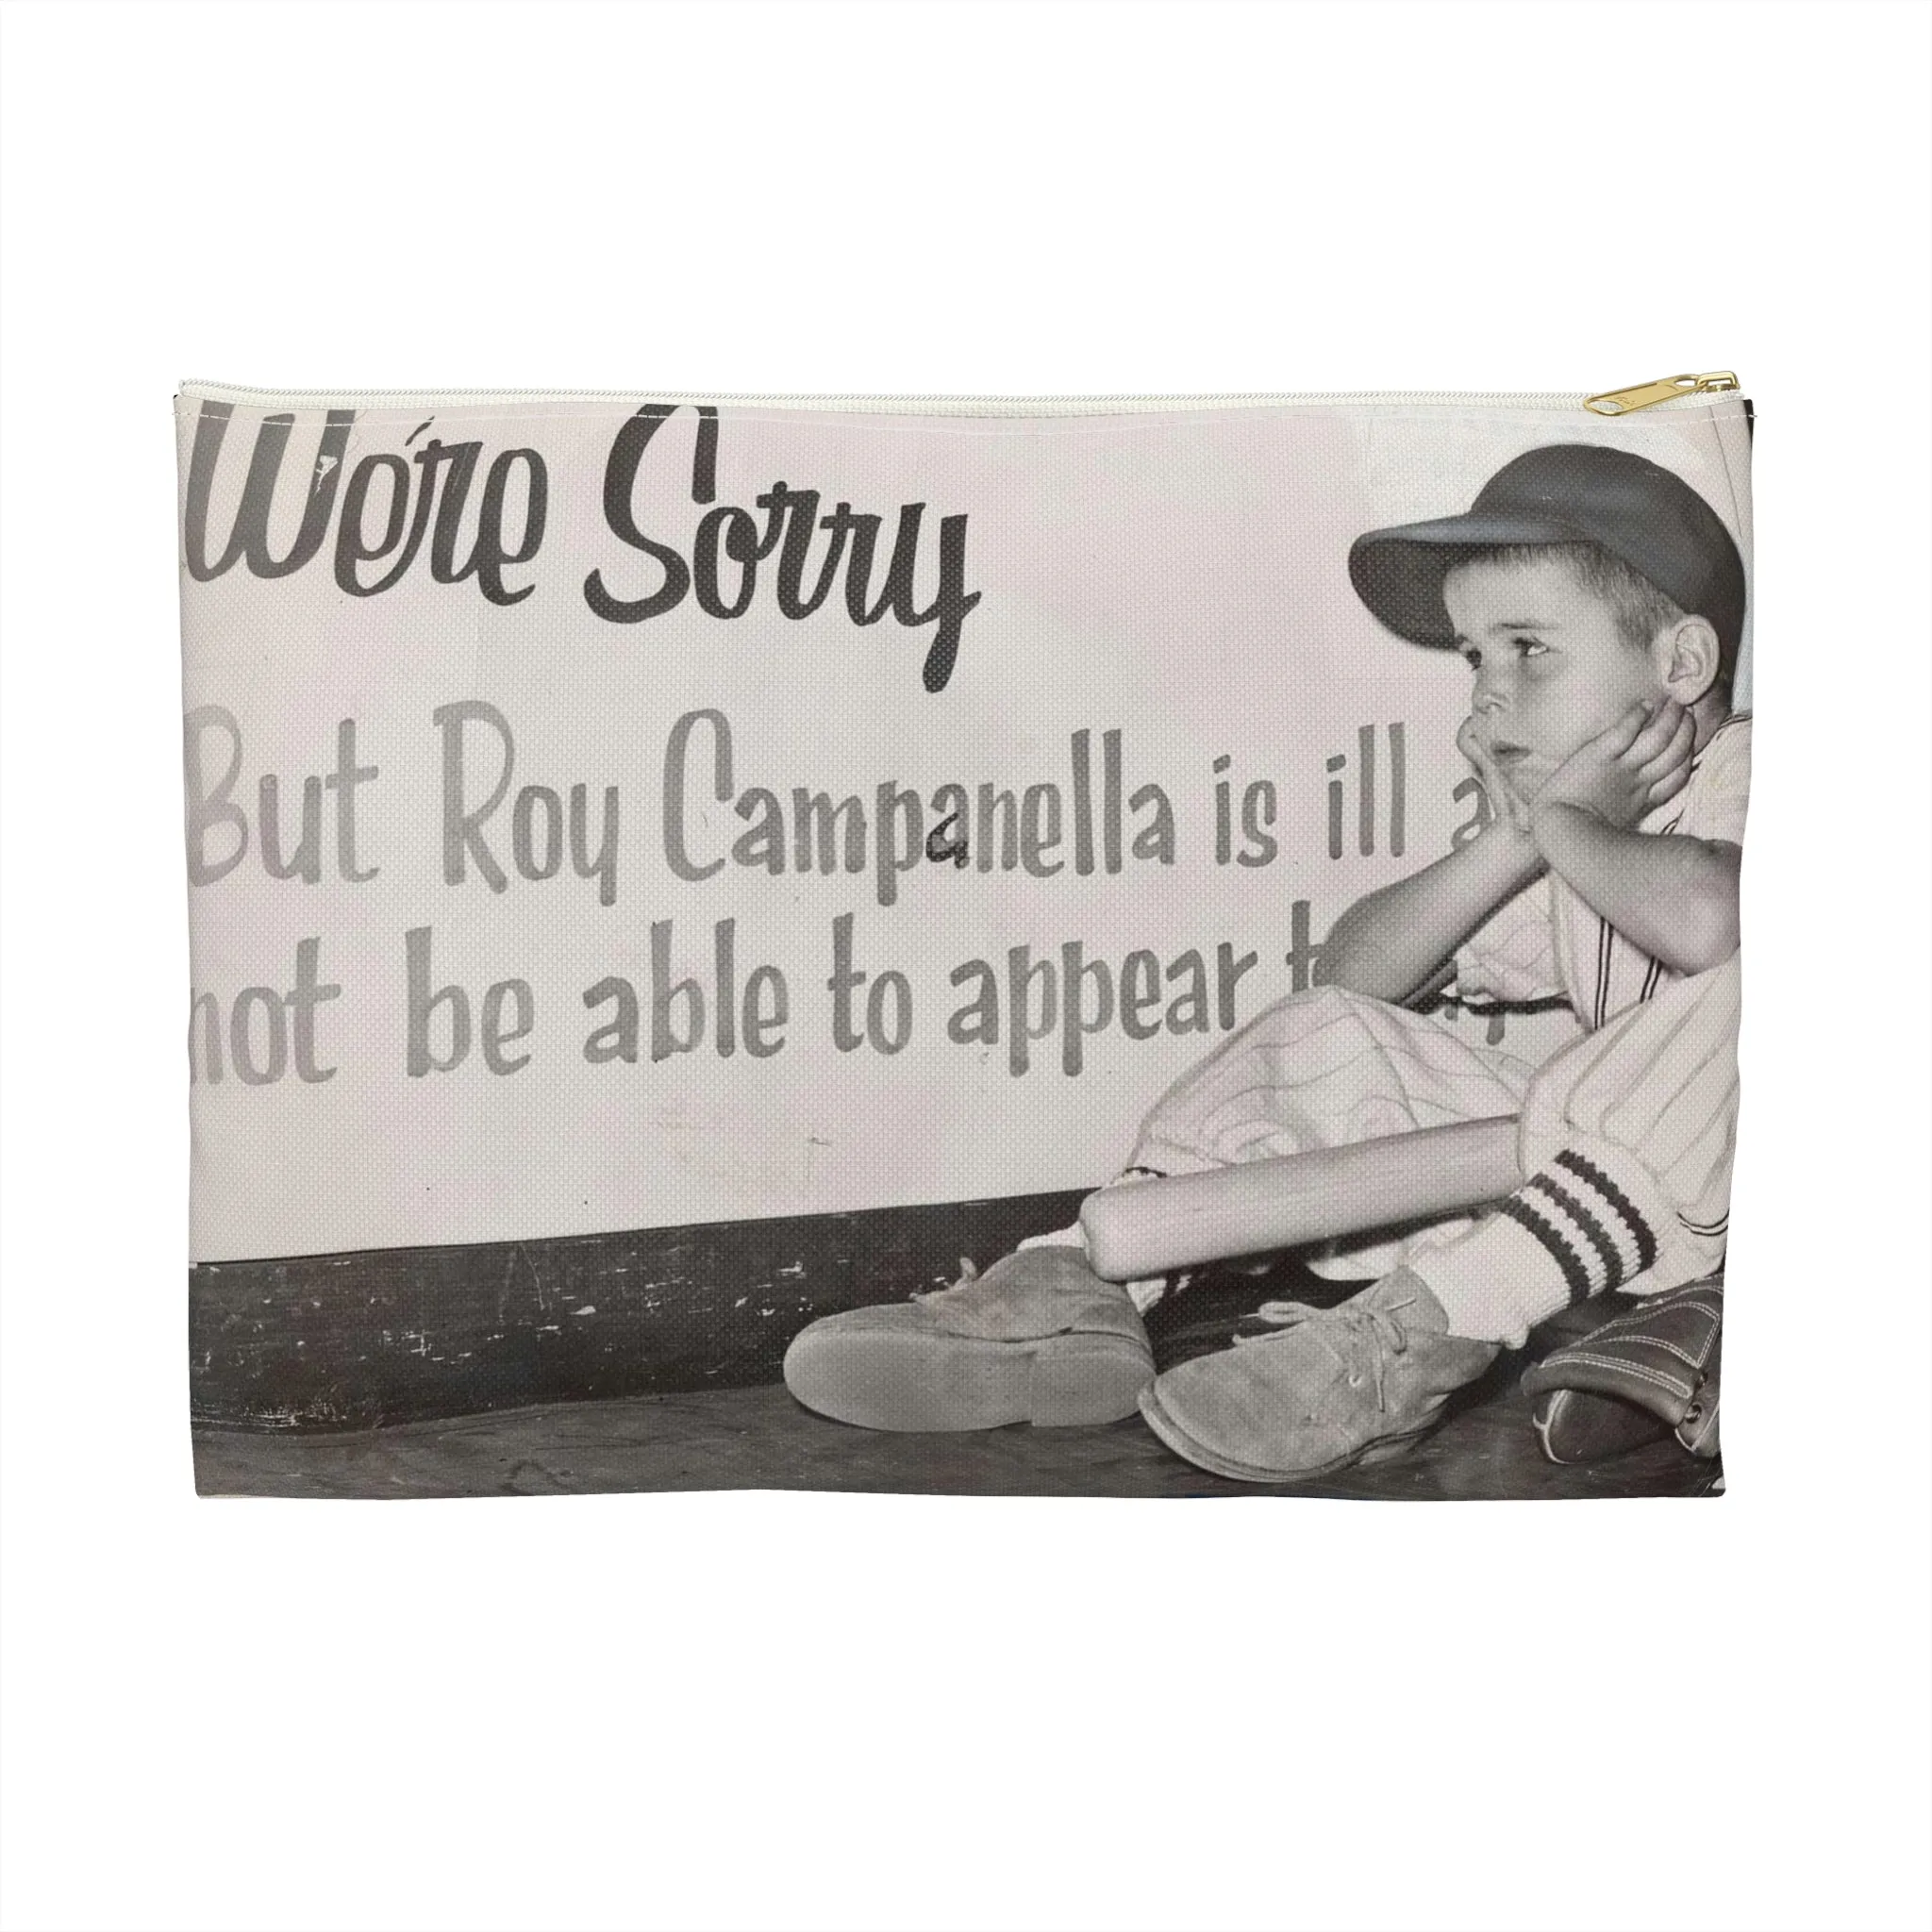 We're Sorry
But Roy Campanella is ill
not be able to appear